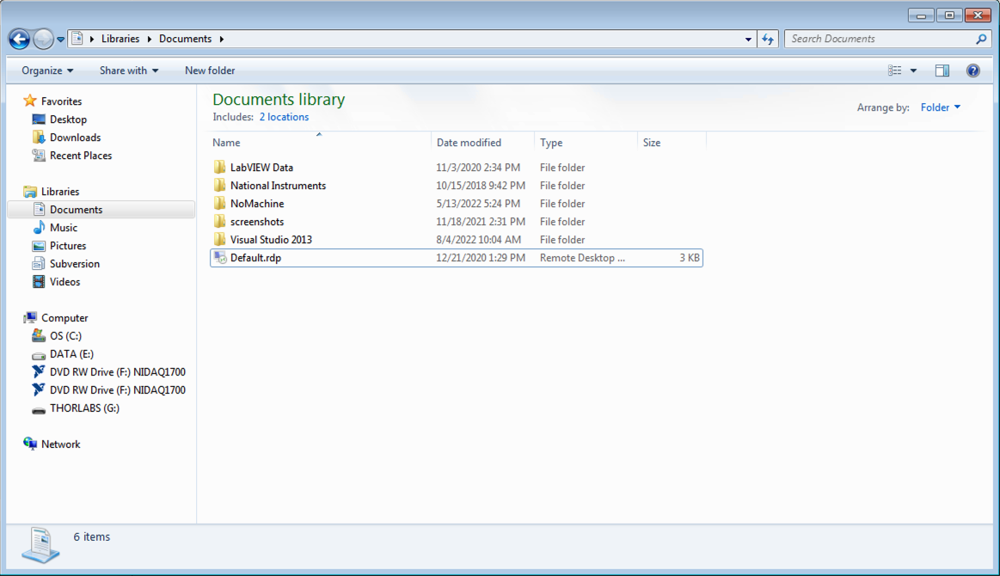 Libraries Documents
Search Documents
Organize Share with New folder
Favorites
Desktop
Downloads
Recent Places
Libraries
Documents
Music
Pictures
Subversion
Videos
Computer
OS (C:)
DATA (E:)
DVD RW Drive (F:) NIDAQ1700
DVD RW Drive (F:) NIDAQ1700
THORLABS (G:)
Network
Documents library
Includes: 2 locations
Arrange by: Folder
Name Date modified Type Size
LabVIEW Data 11/3/2020 2:34 PM File folder
National Instruments 10/15/2018 9:42 PM File folder
NoMachine 5/13/2022 5:24 PM File folder
screenshots 11/18/2021 2:31 PM File folder
Visual Studio 2013 8/4/2022 10:04 AM File folder
Default.rdp 12/21/2020 1:29 PM Remote Desktop ... 3 KB
6 items